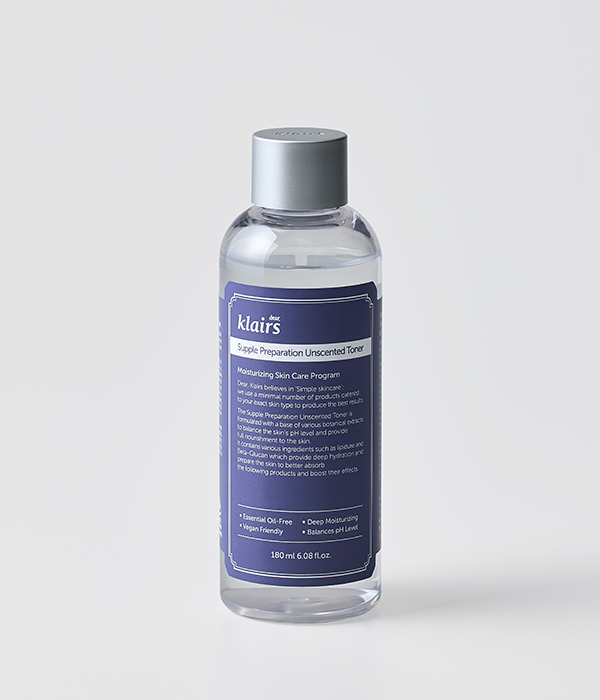 dear,
klairs
Supple Preparation Unscented Toner
Moisturizing Skin Care Program
Dear, Klairs believes in 'Simple skincare';
we use a minimal number of products catered
to your exact skin type to produce the best results.
The Supple Preparation Unscented Toner is
formulated with a base of various botanical extracts
to balance the skin's pH level and provide
full nourishment to the skin.
It contains various ingredients such as lipidure and
Beta-Glucan which provide deep hydration and
prepare the skin to better absorb
the following products and boost their effects.
• Essential Oil-Free • Deep Moisturizing
• Vegan Friendly • Balances pH Level
180 ml 6.08 fl.oz.